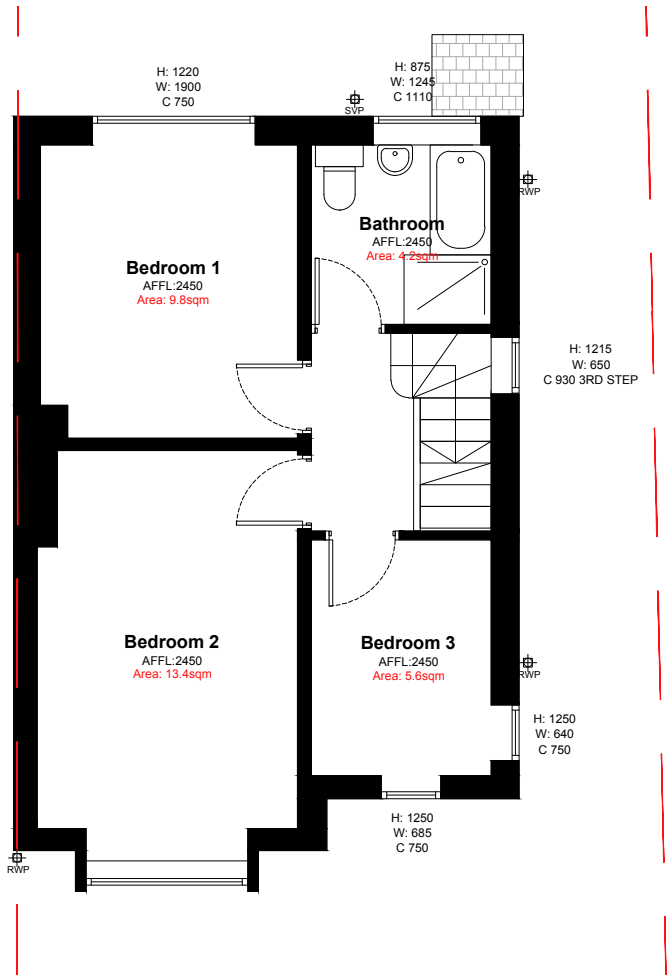 H: 1220
W: 1900
C 750
H: 875
W: 1245
C 1110
SVP
RWP
Bathroom
AFFL:2450
Area: 4.2sqm
Bedroom 1
AFFL:2450
Area: 9.8sqm
H: 1215
W: 650
C 930 3RD STEP
Bedroom 2
AFFL:2450
Area: 13.4sqm
Bedroom 3
AFFL:2450
Area: 5.6sqm
RWP
H: 1250
W: 640
C 750
H: 1250
W: 685
C 750
RWP